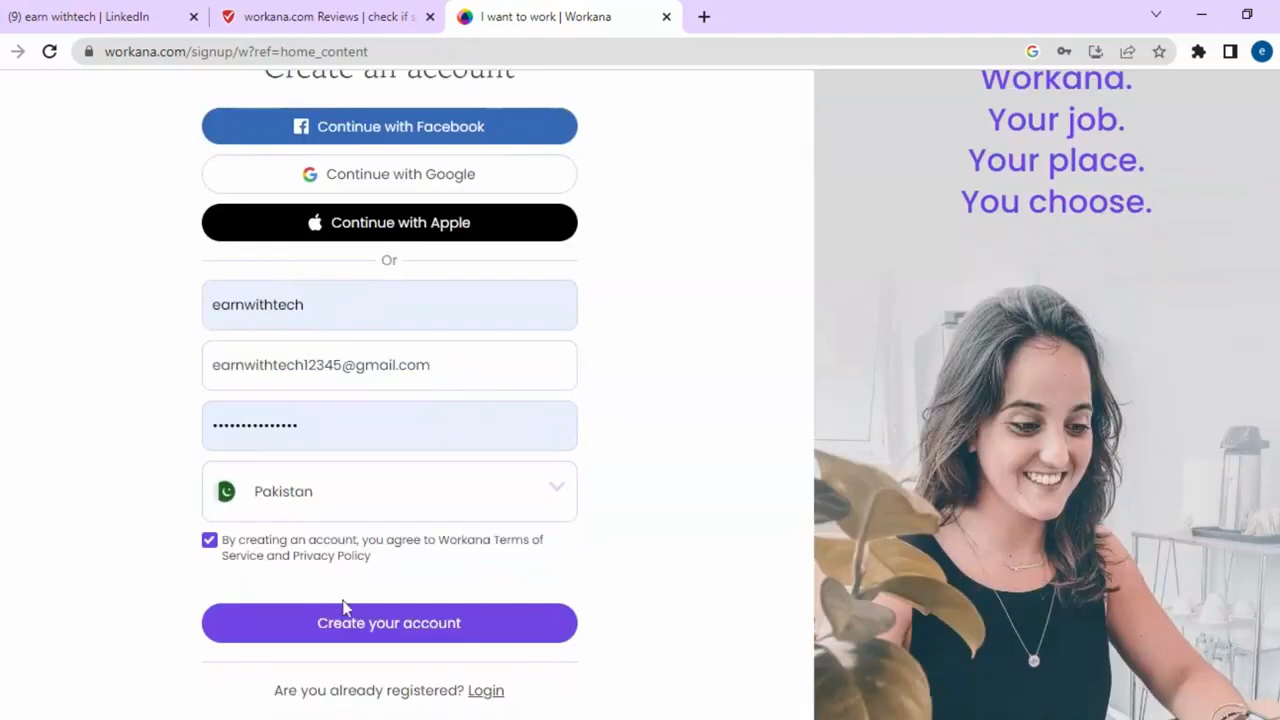 (9) earn withtech | LinkedIn
workana.com Reviews | check if s
I want to work | Workana
workana.com/signup/w?ref=home_content
Create an account
Continue with Facebook
Continue with Google
Continue with Apple
Or
earnwithtech
earnwithtech12345@gmail.com
•••••••••••••••
Pakistan
By creating an account, you agree to Workana Terms of
Service and Privacy Policy
Create your account
Are you already registered? Login
Workana.
Your job.
Your place.
You choose.
e